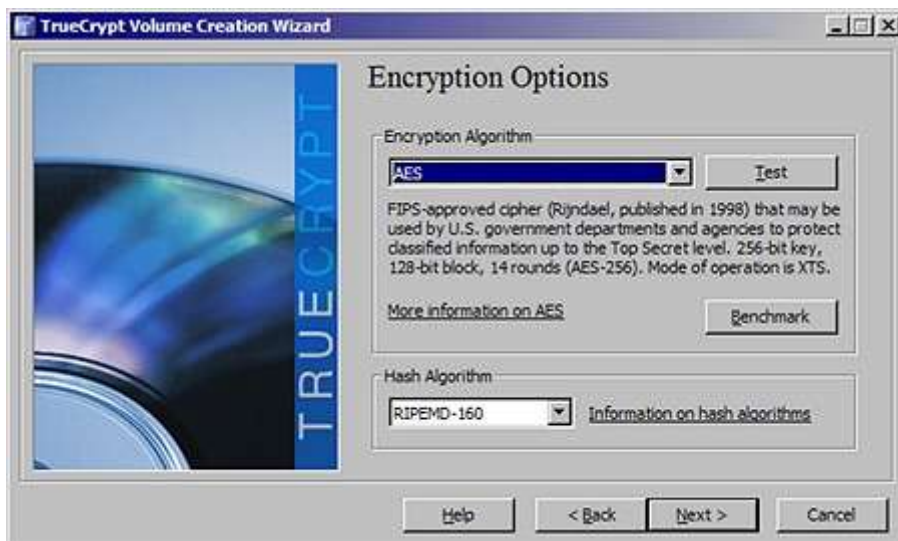 TrueCrypt Volume Creation Wizard
TRUECRYPT
Encryption Options
Encryption Algorithm
AES
Test
FIPS-approved cipher (Rijndael, published in 1998) that may be
used by U.S. government departments and agencies to protect
classified information up to the Top Secret level. 256-bit key,
128-bit block, 14 rounds (AES-256). Mode of operation is XTS.
More information on AES
Benchmark
Hash Algorithm
RIPEMD-160
Information on hash algorithms
Help
< Back
Next >
Cancel